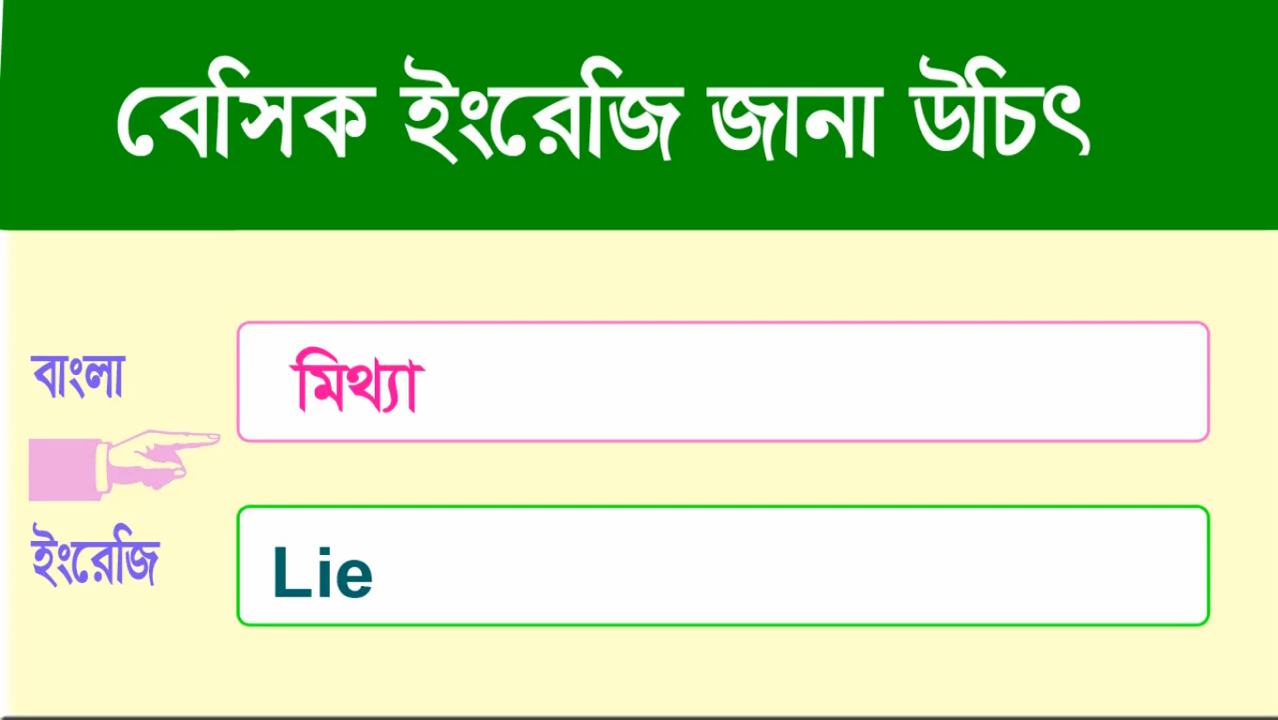 বেসিক ইংরেজি জানা উচিৎ
বাংলা
মিথ্যা
ইংরেজি
Lie